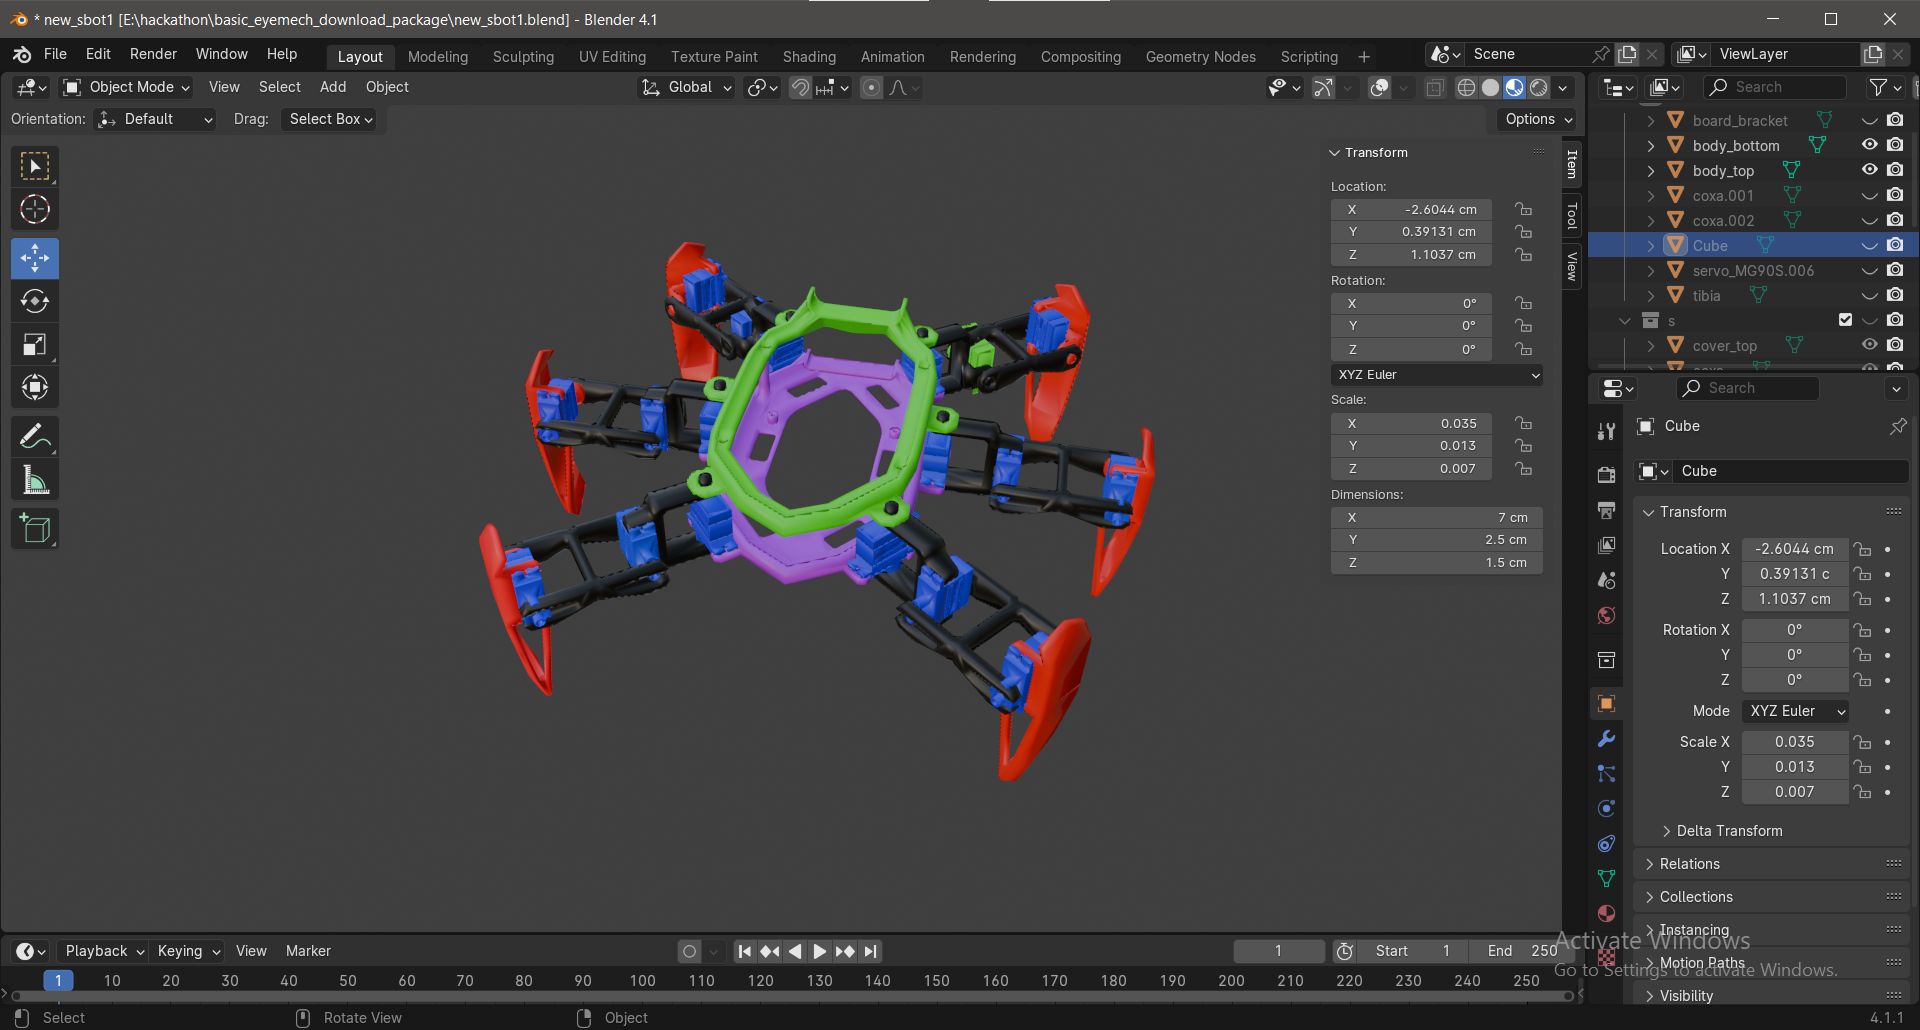 * new_sbot1 [E:\hackathon\basic_eyemech_download_package\new_sbot1.blend] - Blender 4.1
File Edit Render Window Help Layout Modeling Sculpting UV Editing Texture Paint Shading Animation Rendering Compositing Geometry Nodes Scripting + Scene ViewLayer
Object Mode View Select Add Object Global Search
Orientation: Default Drag: Select Box Options
Transform
Location:
X -2.6044 cm
Y 0.39131 cm
Z 1.1037 cm
Rotation:
X 0°
Y 0°
Z 0°
XYZ Euler
Scale:
X 0.035
Y 0.013
Z 0.007
Dimensions:
X 7 cm
Y 2.5 cm
Z 1.5 cm
Item
Tool
View
board_bracket
body_bottom
body_top
coxa.001
coxa.002
Cube
servo_MG90S.006
tibia
s
cover_top
Search
Cube
Cube
Transform
Location X -2.6044 cm
Y 0.39131 c
Z 1.1037 cm
Rotation X 0°
Y 0°
Z 0°
Mode XYZ Euler
Scale X 0.035
Y 0.013
Z 0.007
Delta Transform
Relations
Collections
Instancing
Motion Paths
Visibility
Activate Windows
Go to Settings to activate Windows.
Playback Keying View Marker 1 Start 1 End 250
1 10 20 30 40 50 60 70 80 90 100 110 120 130 140 150 160 170 180 190 200 210 220 230 240 250
Select Rotate View Object 4.1.1